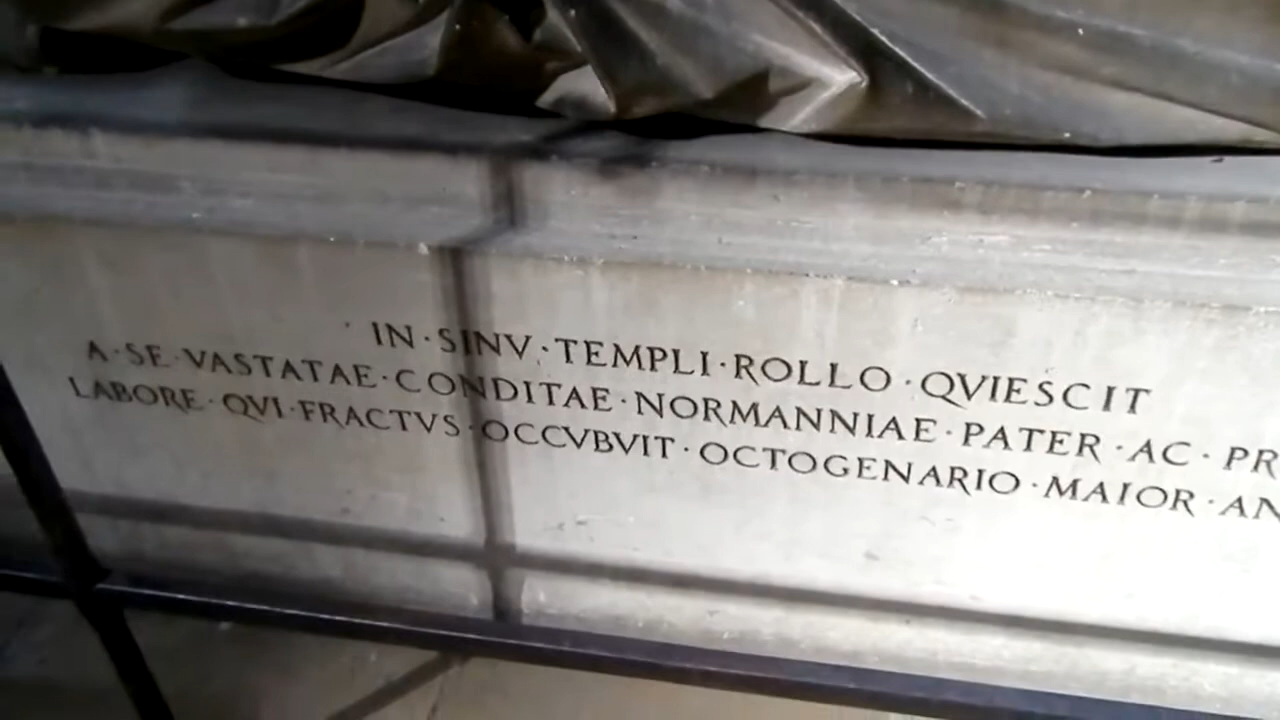 IN·SINV·TEMPLI·ROLLO·QVIESCIT
A·SE·VASTATAE·CONDITAE·NORMANNIAE·PATER·AC·PR
LABORE·QVI·FRACTVS·OCCVBVIT·OCTOGENARIO·MAIOR·AN